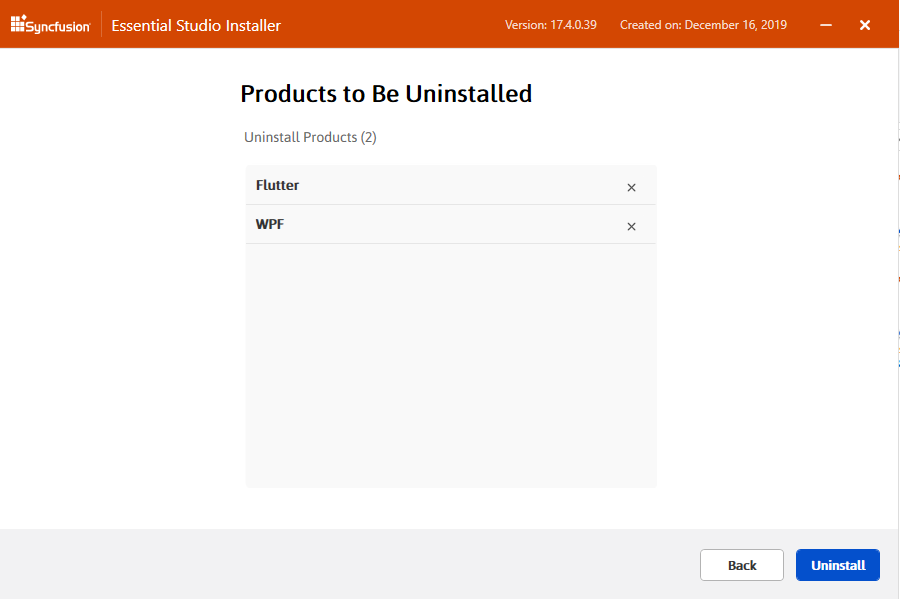 Syncfusion Essential Studio Installer Version: 17.4.0.39 Created on: December 16, 2019
Products to Be Uninstalled
Uninstall Products (2)
Flutter
WPF
Back Uninstall